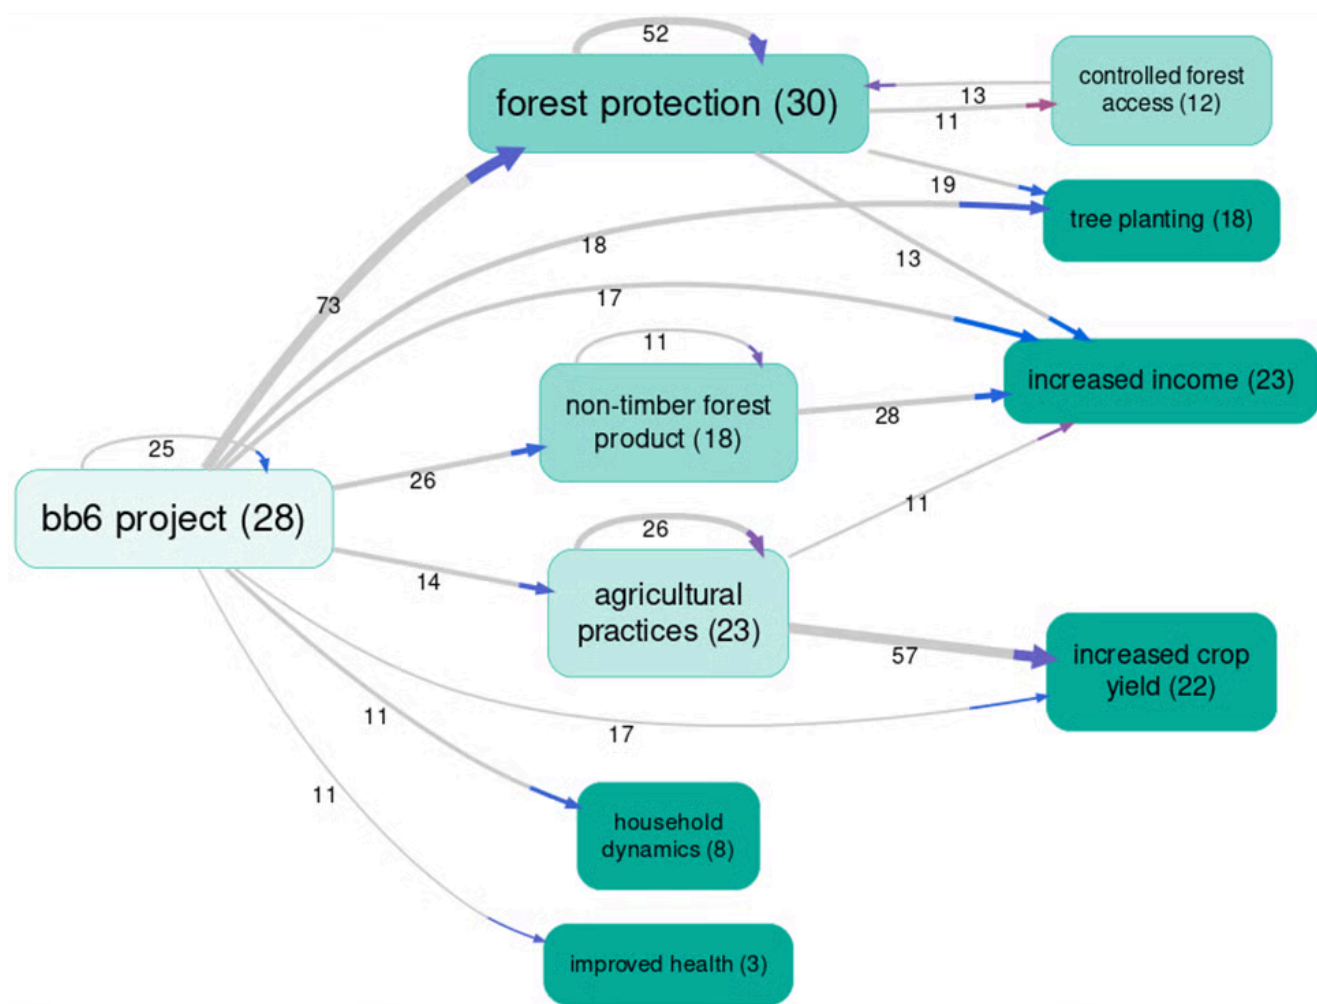 52
forest protection (30)
controlled forest
access (12)
13
11
19
tree planting (18)
18
13
73
17
11
increased income (23)
non-timber forest
product (18)
28
25
26
bb6 project (28)
11
26
14
agricultural
practices (23)
57
increased crop
yield (22)
11
17
11
household
dynamics (8)
improved health (3)